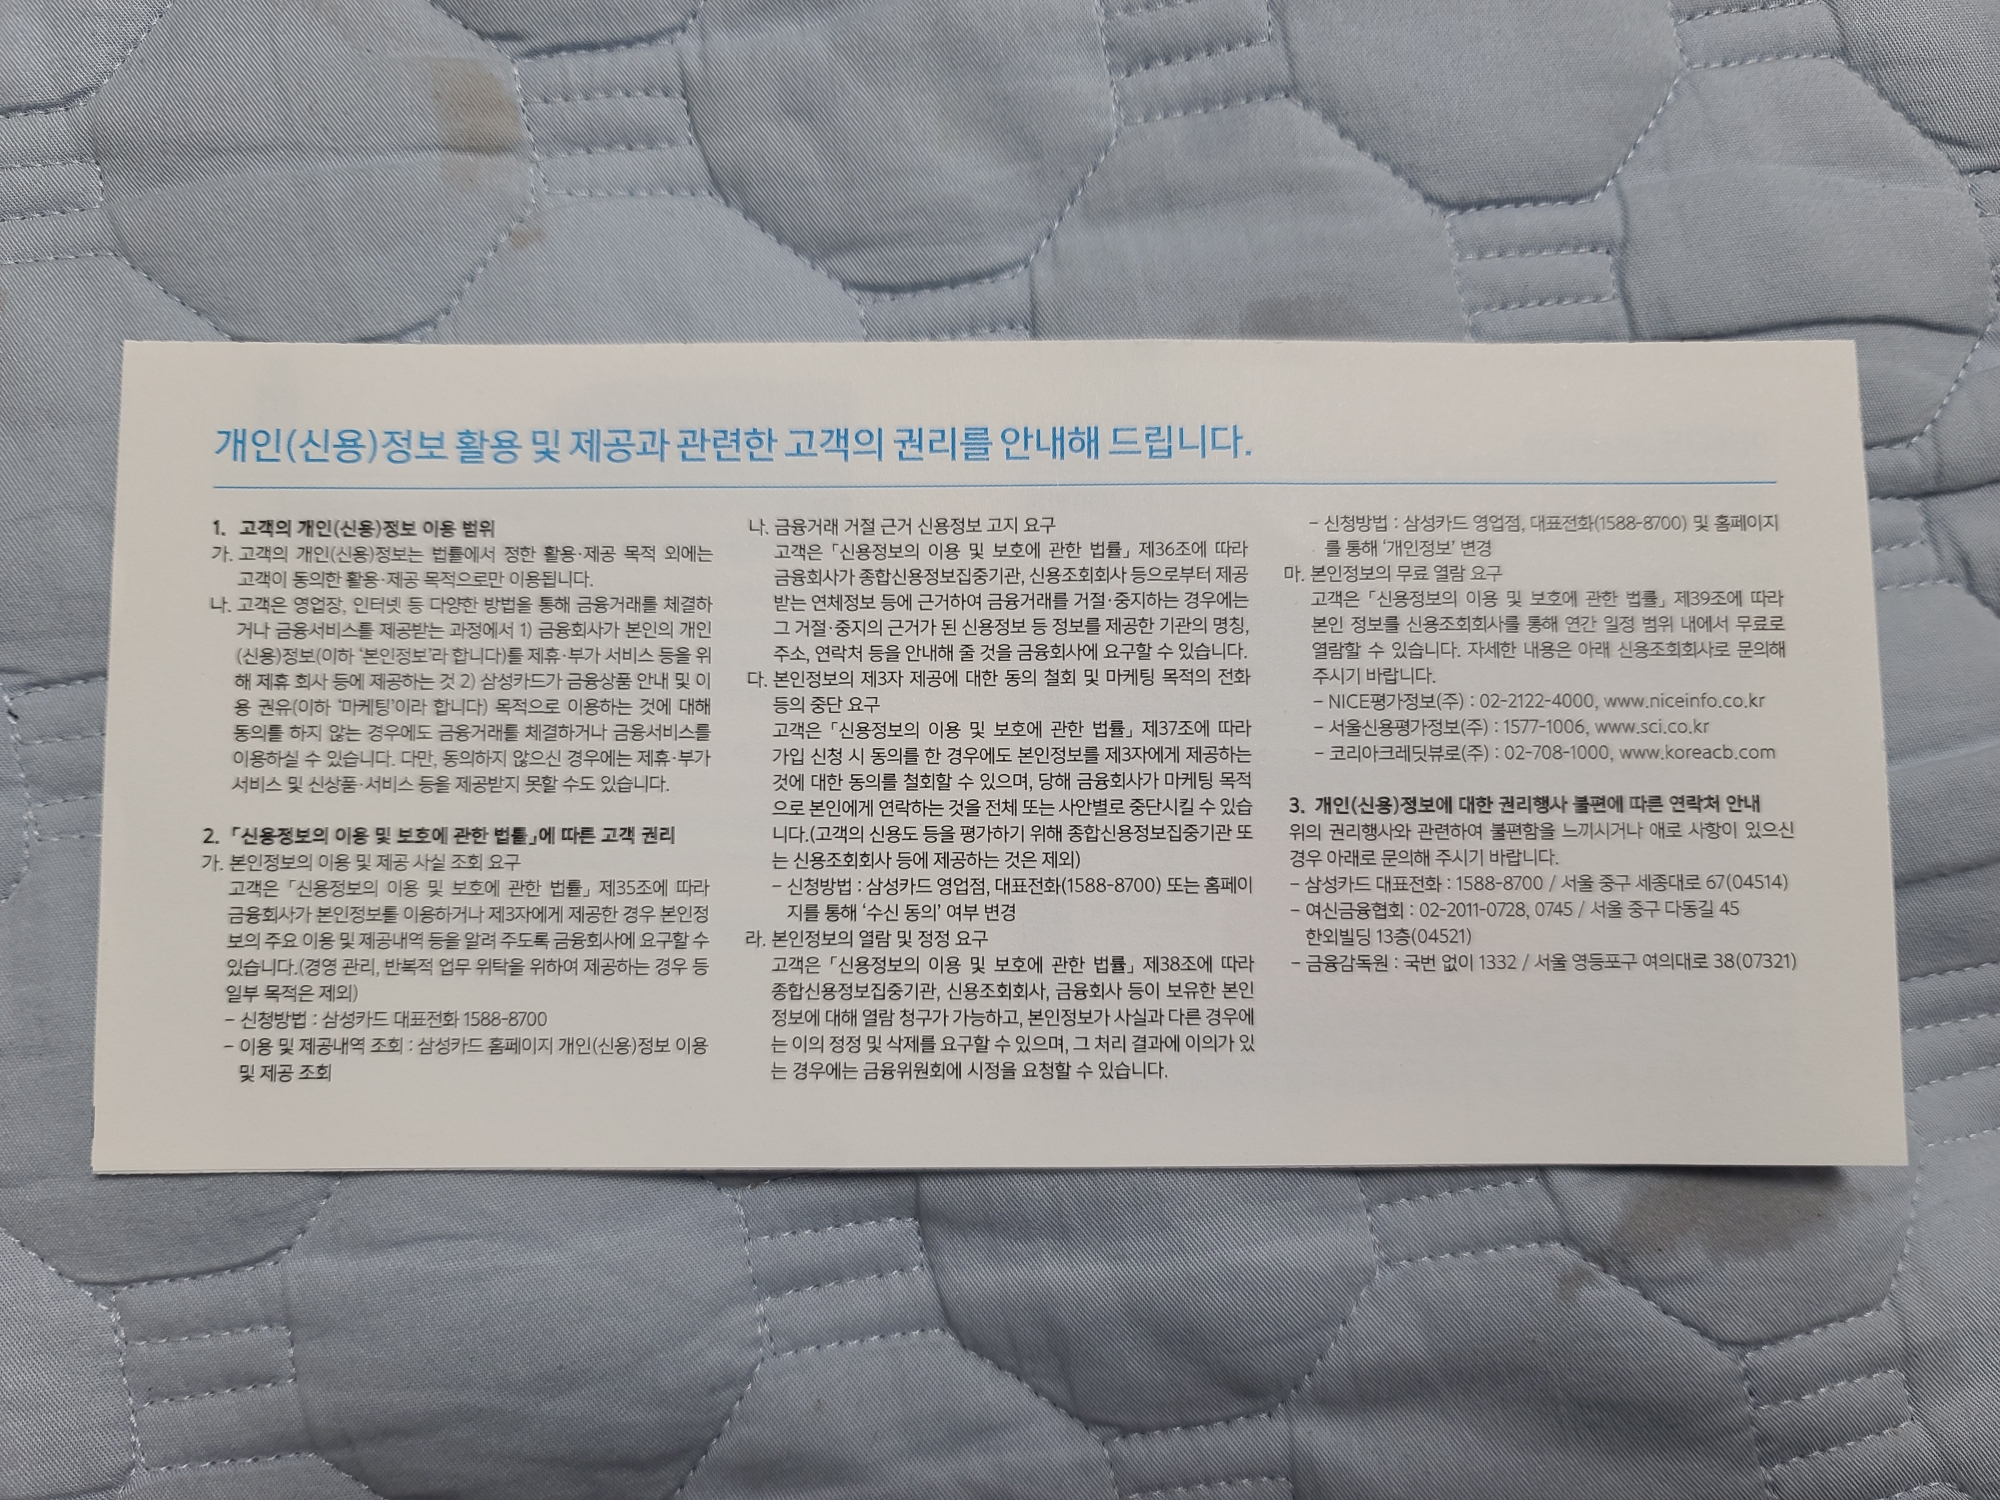 개인(신용)정보 활용 및 제공과 관련한 고객의 권리를 안내해 드립니다.
1. 고객의 개인(신용)정보 이용 범위
가. 고객의 개인(신용)정보는 법률에서 정한 활용·제공 목적 외에는
고객이 동의한 활용·제공 목적으로만 이용됩니다.
나. 고객은 영업장, 인터넷 등 다양한 방법을 통해 금융거래를 체결하
거나 금융서비스를 제공받는 과정에서 1) 금융회사가 본인의 개인
(신용)정보(이하 '본인정보'라 합니다)를 제휴·부가 서비스 등을 위
해 제휴 회사 등에 제공하는 것 2) 삼성카드가 금융상품 안내 및 이
용 권유(이하 '마케팅'이라 합니다) 목적으로 이용하는 것에 대해
동의를 하지 않는 경우에도 금융거래를 체결하거나 금융서비스를
이용하실 수 있습니다. 다만, 동의하지 않으신 경우에는 제휴·부가
서비스 및 신상품·서비스 등을 제공받지 못할 수도 있습니다.
2. 「신용정보의 이용 및 보호에 관한 법률」에 따른 고객 권리
가. 본인정보의 이용 및 제공 사실 조회 요구
고객은 「신용정보의 이용 및 보호에 관한 법률」 제35조에 따라
금융회사가 본인정보를 이용하거나 제3자에게 제공한 경우 본인정
보의 주요 이용 및 제공내역 등을 알려 주도록 금융회사에 요구할 수
있습니다.(경영 관리, 반복적 업무 위탁을 위하여 제공하는 경우 등
일부 목적은 제외)
– 신청방법 : 삼성카드 대표전화 1588-8700
– 이용 및 제공내역 조회 : 삼성카드 홈페이지 개인(신용)정보 이용
및 제공 조회
나. 금융거래 거절 근거 신용정보 고지 요구
고객은 「신용정보의 이용 및 보호에 관한 법률」 제36조에 따라
금융회사가 종합신용정보집중기관, 신용조회회사 등으로부터 제공
받는 연체정보 등에 근거하여 금융거래를 거절·중지하는 경우에는
그 거절·중지의 근거가 된 신용정보 등 정보를 제공한 기관의 명칭,
주소, 연락처 등을 안내해 줄 것을 금융회사에 요구할 수 있습니다.
다. 본인정보의 제3자 제공에 대한 동의 철회 및 마케팅 목적의 전화
등의 중단 요구
고객은 「신용정보의 이용 및 보호에 관한 법률」 제37조에 따라
가입 신청 시 동의를 한 경우에도 본인정보를 제3자에게 제공하는
것에 대한 동의를 철회할 수 있으며, 당해 금융회사가 마케팅 목적
으로 본인에게 연락하는 것을 전체 또는 사안별로 중단시킬 수 있습
니다.(고객의 신용도 등을 평가하기 위해 종합신용정보집중기관 또
는 신용조회회사 등에 제공하는 것은 제외)
– 신청방법 : 삼성카드 영업점, 대표전화(1588-8700) 또는 홈페이
지를 통해 '수신 동의' 여부 변경
라. 본인정보의 열람 및 정정 요구
고객은 「신용정보의 이용 및 보호에 관한 법률」 제38조에 따라
종합신용정보집중기관, 신용조회회사, 금융회사 등이 보유한 본인
정보에 대해 열람 청구가 가능하고, 본인정보가 사실과 다른 경우에
는 이의 정정 및 삭제를 요구할 수 있으며, 그 처리 결과에 이의가 있
는 경우에는 금융위원회에 시정을 요청할 수 있습니다.
– 신청방법 : 삼성카드 영업점, 대표전화(1588-8700) 및 홈페이지
를 통해 '개인정보' 변경
마. 본인정보의 무료 열람 요구
고객은 「신용정보의 이용 및 보호에 관한 법률」 제39조에 따라
본인 정보를 신용조회회사를 통해 연간 일정 범위 내에서 무료로
열람할 수 있습니다. 자세한 내용은 아래 신용조회회사로 문의해
주시기 바랍니다.
– NICE평가정보(주) : 02-2122-4000, www.niceinfo.co.kr
– 서울신용평가정보(주) : 1577-1006, www.sci.co.kr
– 코리아크레딧뷰로(주) : 02-708-1000, www.koreacb.com
3. 개인(신용)정보에 대한 권리행사 불편에 따른 연락처 안내
위의 권리행사와 관련하여 불편함을 느끼시거나 애로 사항이 있으신
경우 아래로 문의해 주시기 바랍니다.
– 삼성카드 대표전화 : 1588-8700 / 서울 중구 세종대로 67(04514)
– 여신금융협회 : 02-2011-0728, 0745 / 서울 중구 다동길 45
한외빌딩 13층(04521)
– 금융감독원 : 국번 없이 1332 / 서울 영등포구 여의대로 38(07321)